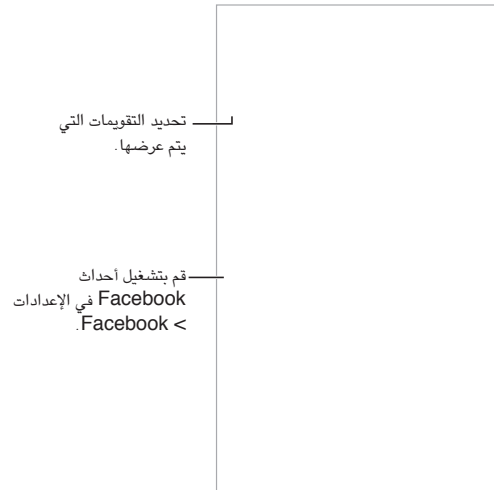 تحديد التقويمات التي
يتم عرضها.
قم بتشغيل أحداث
Facebook في الإعدادات
> Facebook.